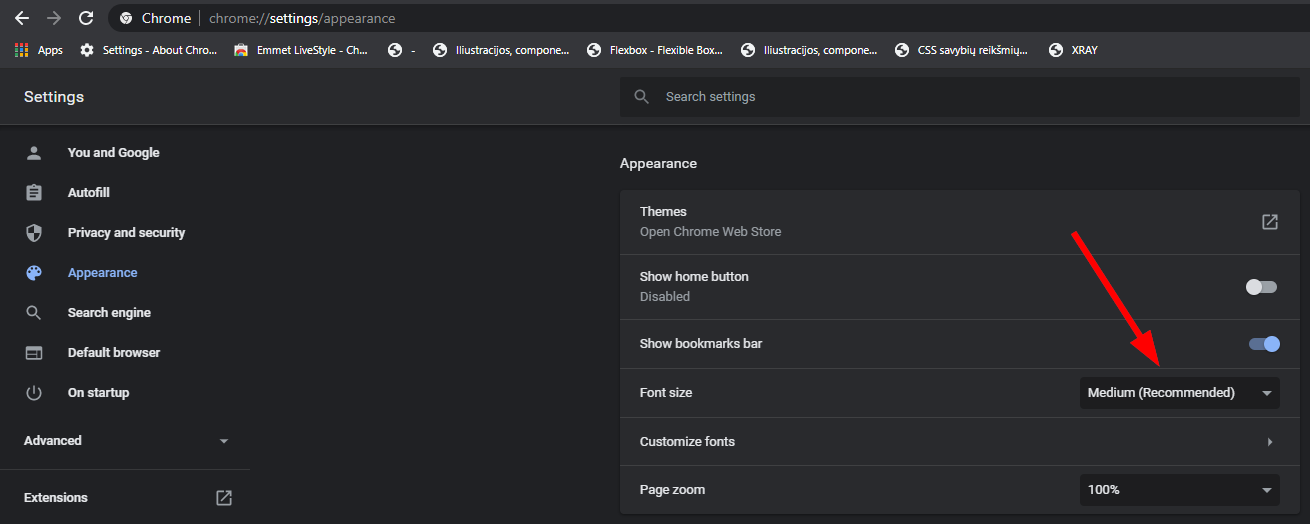 Chrome | chrome://settings/appearance
Apps Settings - About Chro... Emmet LiveStyle - Ch... - Iliustracijos, compone... Flexbox - Flexible Box... Iliustracijos, compone... CSS savybių reikšmių... XRAY
Settings
Search settings
You and Google
Autofill
Privacy and security
Appearance
Search engine
Default browser
On startup
Advanced
Extensions
Appearance
Themes
Open Chrome Web Store
Show home button
Disabled
Show bookmarks bar
Font size Medium (Recommended)
Customize fonts
Page zoom 100%